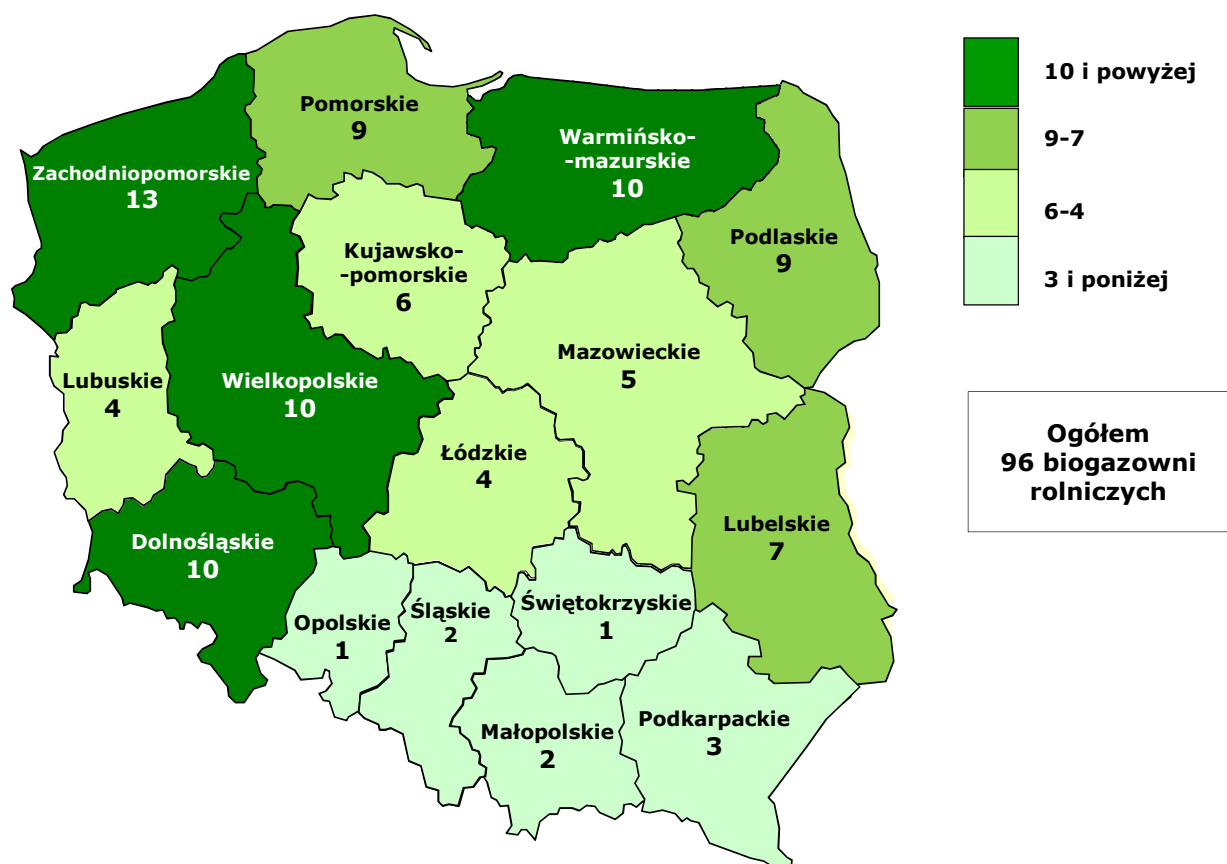 Pomorskie
9
Warmińsko-
-mazurskie
10
Zachodniopomorskie
13
Podlaskie
9
Kujawsko-
-pomorskie
6
Mazowieckie
5
Lubuskie
4
Wielkopolskie
10
Łódzkie
4
Lubelskie
7
Dolnośląskie
10
Opolskie
1
Śląskie
2
Świętokrzyskie
1
Małopolskie
2
Podkarpackie
3
10 i powyżej
9-7
6-4
3 i poniżej
Ogółem
96 biogazowni
rolniczych